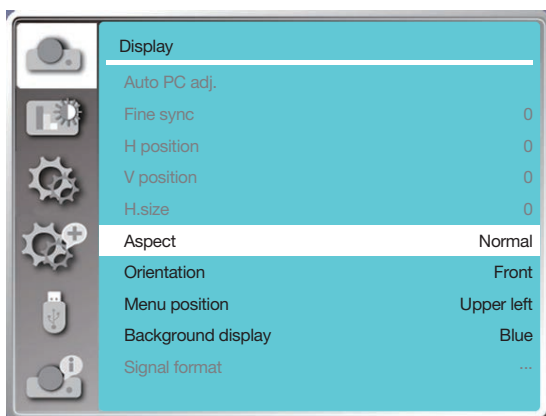 Display
Auto PC adj.
Fine sync 0
H position 0
V position 0
H.size 0
Aspect Normal
Orientation Front
Menu position Upper left
Background display Blue
Signal format ...